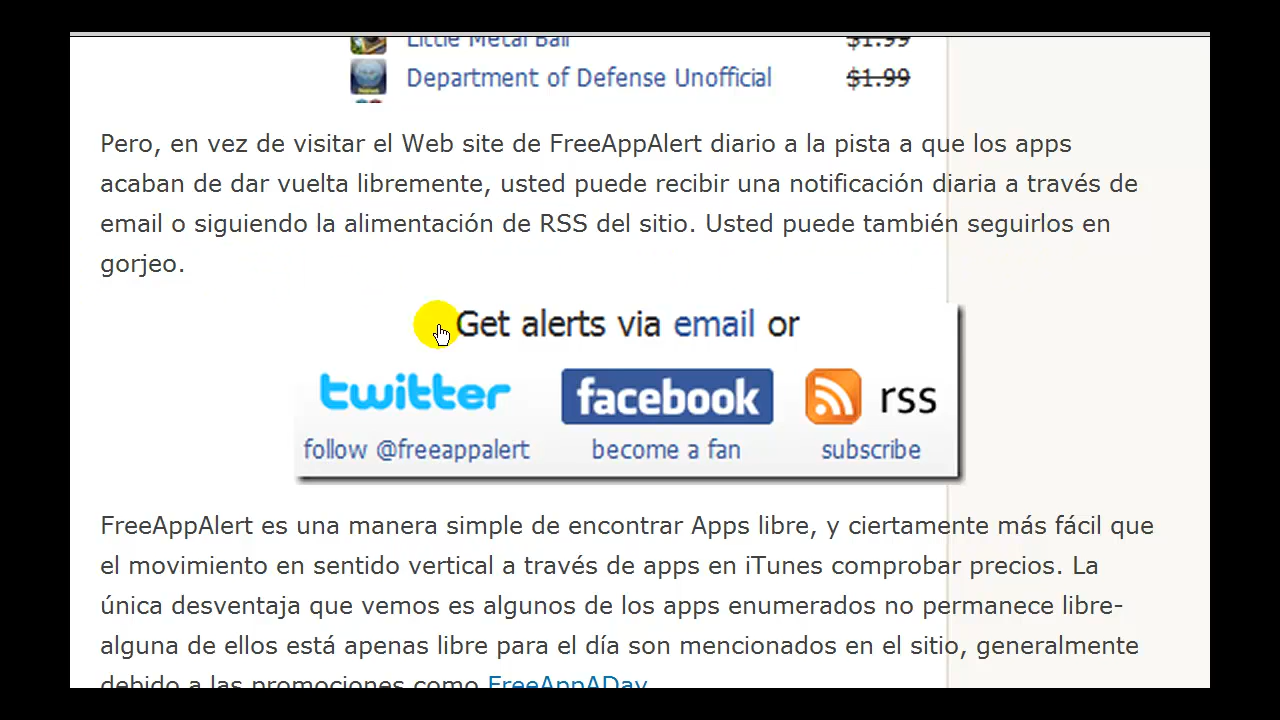 Little Metal Ball $1.99
Department of Defense Unofficial $1.99
Pero, en vez de visitar el Web site de FreeAppAlert diario a la pista a que los apps
acaban de dar vuelta libremente, usted puede recibir una notificación diaria a través de
email o siguiendo la alimentación de RSS del sitio. Usted puede también seguirlos en
gorjeo.
Get alerts via email or
twitter facebook rss
follow @freeappalert become a fan subscribe
FreeAppAlert es una manera simple de encontrar Apps libre, y ciertamente más fácil que
el movimiento en sentido vertical a través de apps en iTunes comprobar precios. La
única desventaja que vemos es algunos de los apps enumerados no permanece libre-
alguna de ellos está apenas libre para el día son mencionados en el sitio, generalmente
debido a las promociones como FreeAppADay.